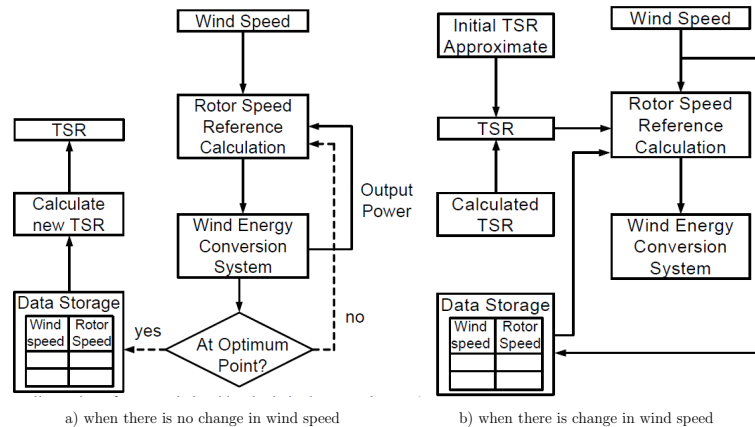 Wind Speed
Rotor Speed
Reference
Calculation
TSR
Calculate
new TSR
Output
Power
Wind Energy
Conversion
System
Data Storage
Wind
speed
Rotor
Speed
yes
At Optimum
Point?
no
a) when there is no change in wind speed
Initial TSR
Approximate
Wind Speed
TSR
Rotor Speed
Reference
Calculation
Calculated
TSR
Wind Energy
Conversion
System
Data Storage
Wind
speed
Rotor
Speed
b) when there is change in wind speed